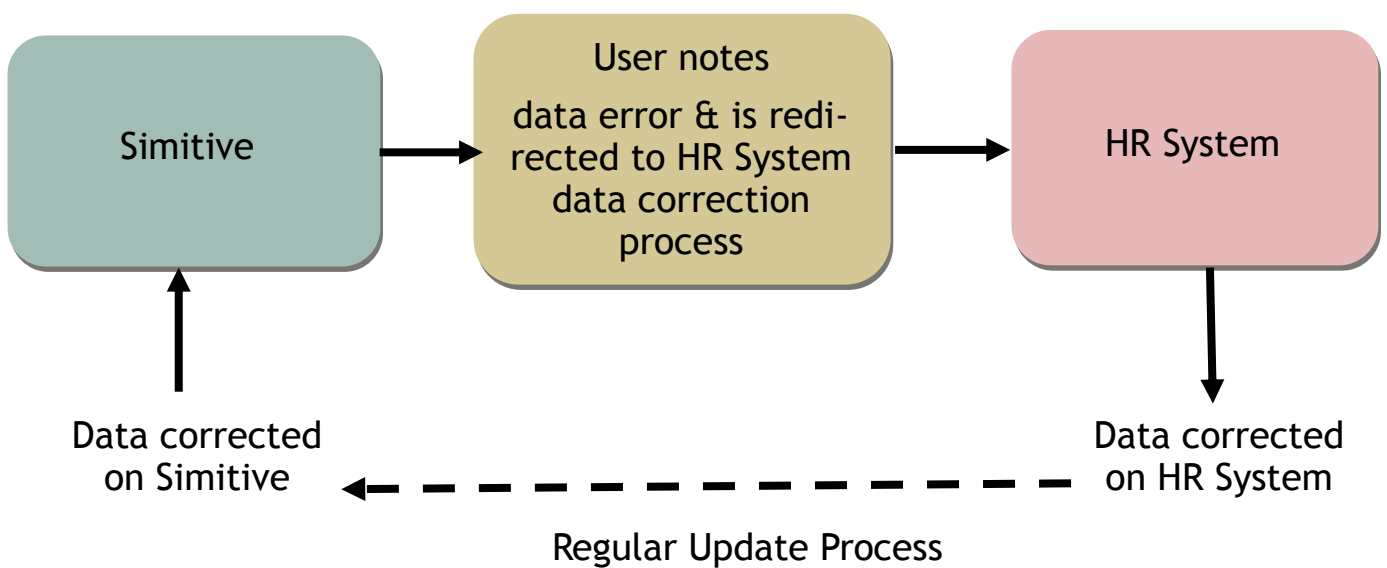 Simitive
User notes
data error & is redi-
rected to HR System
data correction
process
HR System
Data corrected
on Simitive
Data corrected
on HR System
Regular Update Process